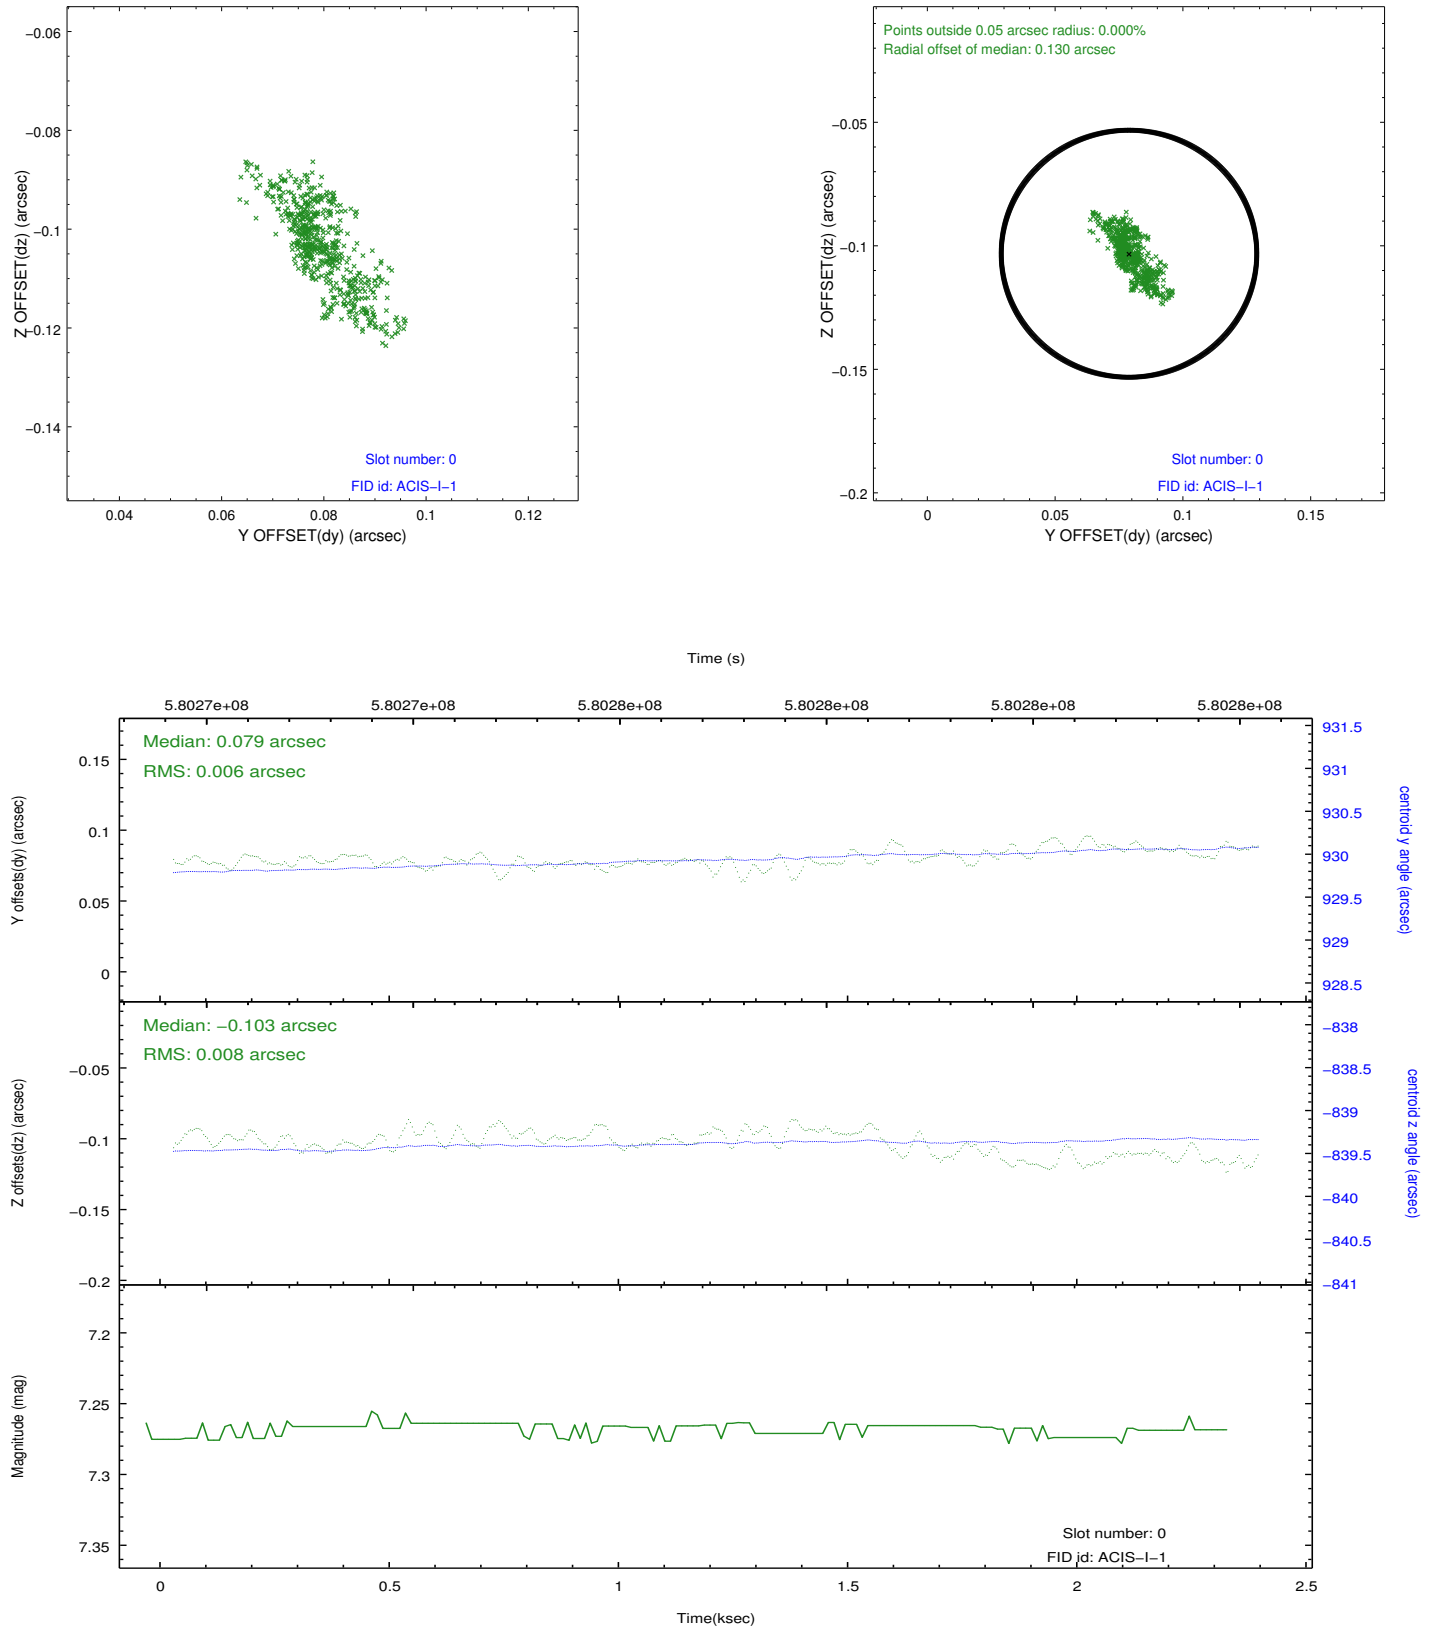 −0.06
−0.08
−0.1
−0.12
−0.14
Z OFFSET(dz) (arcsec)
0.04
0.06
0.08
0.1
0.12
Y OFFSET(dy) (arcsec)
Slot number: 0
FID id: ACIS−I−1
Points outside 0.05 arcsec radius: 0.000%
Radial offset of median: 0.130 arcsec
−0.05
−0.1
−0.15
−0.2
Z OFFSET(dz) (arcsec)
0
0.05
0.1
0.15
Y OFFSET(dy) (arcsec)
Slot number: 0
FID id: ACIS−I−1
Time (s)
5.8027e+08
5.8027e+08
5.8028e+08
5.8028e+08
5.8028e+08
5.8028e+08
Median: 0.079 arcsec
RMS: 0.006 arcsec
0.15
0.1
0.05
0
Y offsets(dy) (arcsec)
931.5
931
930.5
930
929.5
929
928.5
centroid y angle (arcsec)
Median: −0.103 arcsec
RMS: 0.008 arcsec
−0.05
−0.1
−0.15
−0.2
Z offsets(dz) (arcsec)
−838
−838.5
−839
−839.5
−840
−840.5
−841
centroid z angle (arcsec)
7.2
7.25
7.3
7.35
Magnitude (mag)
Slot number: 0
FID id: ACIS−I−1
0
0.5
1
1.5
2
2.5
Time(ksec)